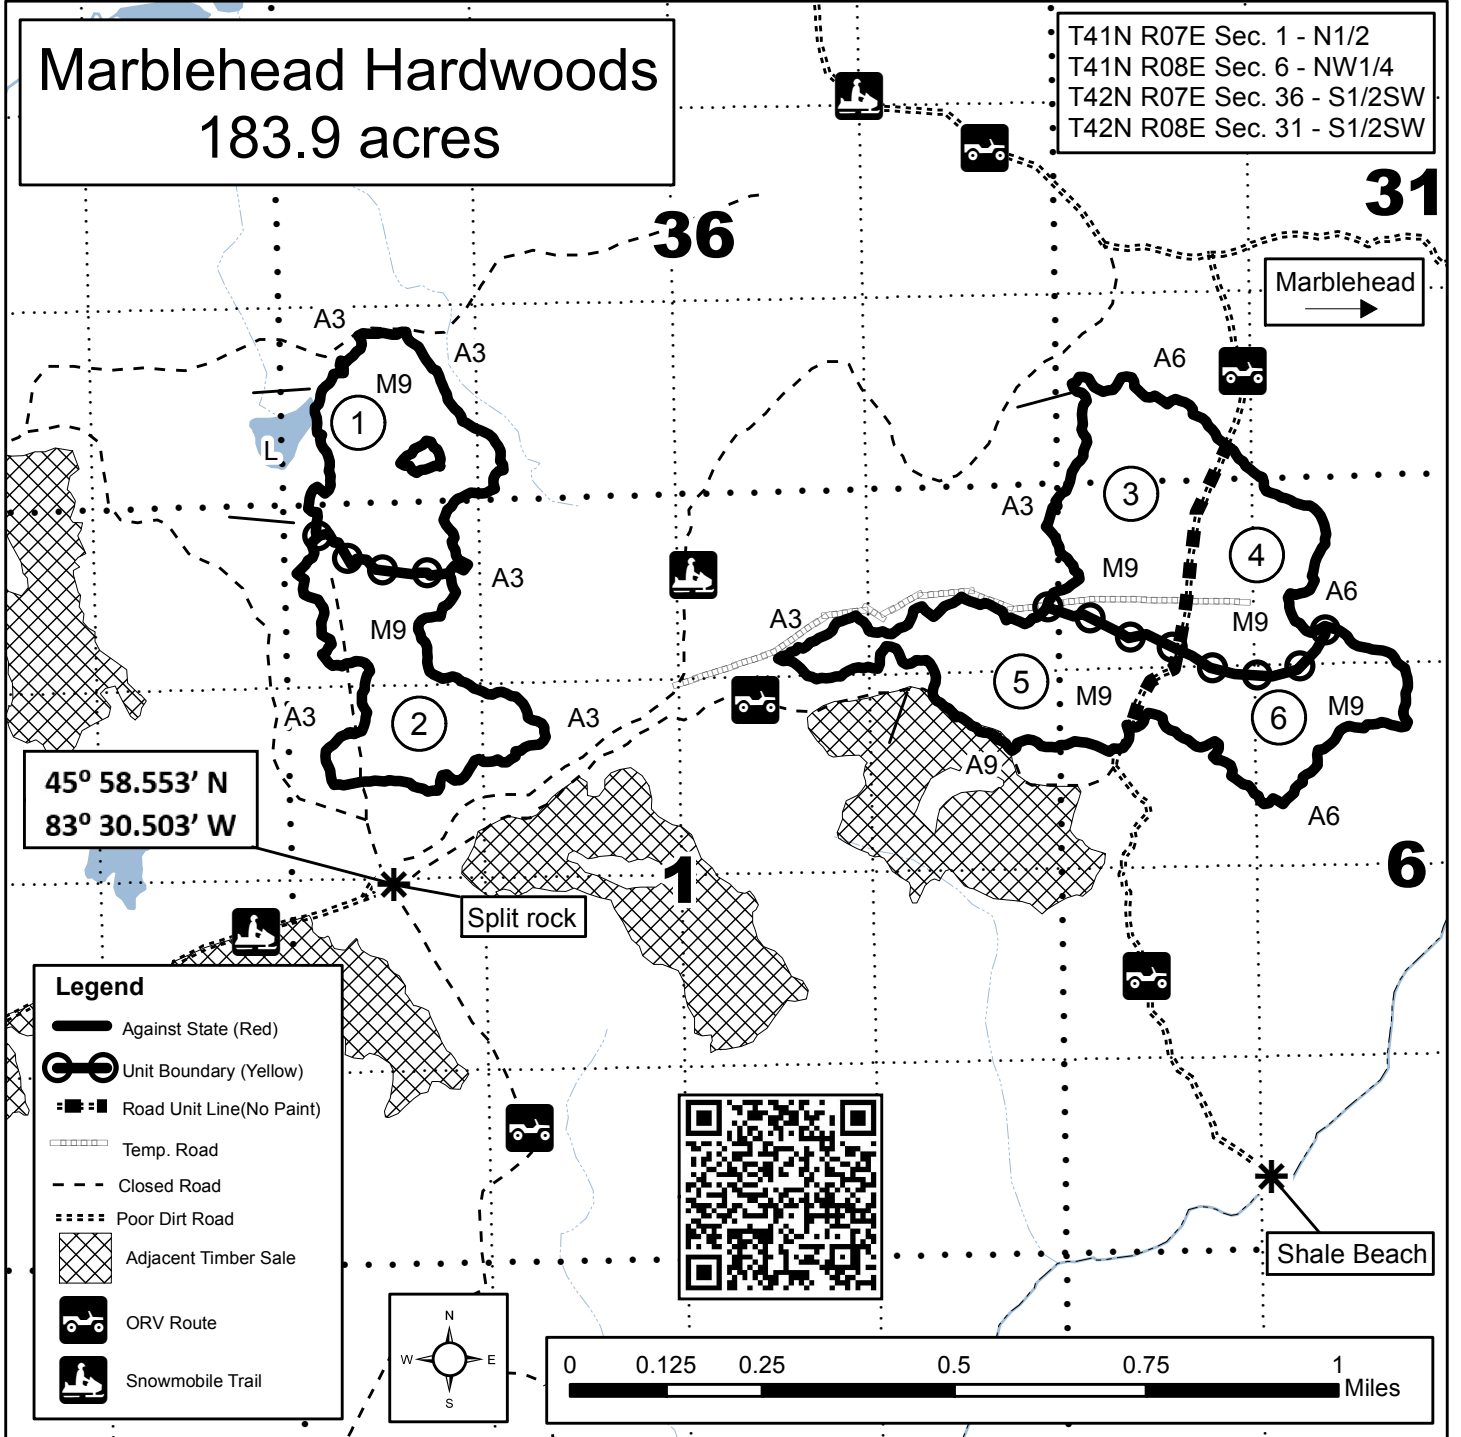 Marblehead Hardwoods
183.9 acres
T41N R07E Sec. 1 - N1/2
T41N R08E Sec. 6 - NW1/4
T42N R07E Sec. 36 - S1/2SW
T42N R08E Sec. 31 - S1/2SW
31
36
Marblehead
A3
A3
M9
1
L
A6
3
A3
4
M9
A3
A3
A6
M9
M9
5
M9
6
M9
A3
2
A3
A9
A6
45º 58.553’ N
83º 30.503’ W
1
6
Split rock
Legend
Against State (Red)
Unit Boundary (Yellow)
Road Unit Line(No Paint)
Temp. Road
Closed Road
Poor Dirt Road
Adjacent Timber Sale
ORV Route
Snowmobile Trail
Shale Beach
N
W E
S
0 0.125 0.25 0.5 0.75 1
Miles